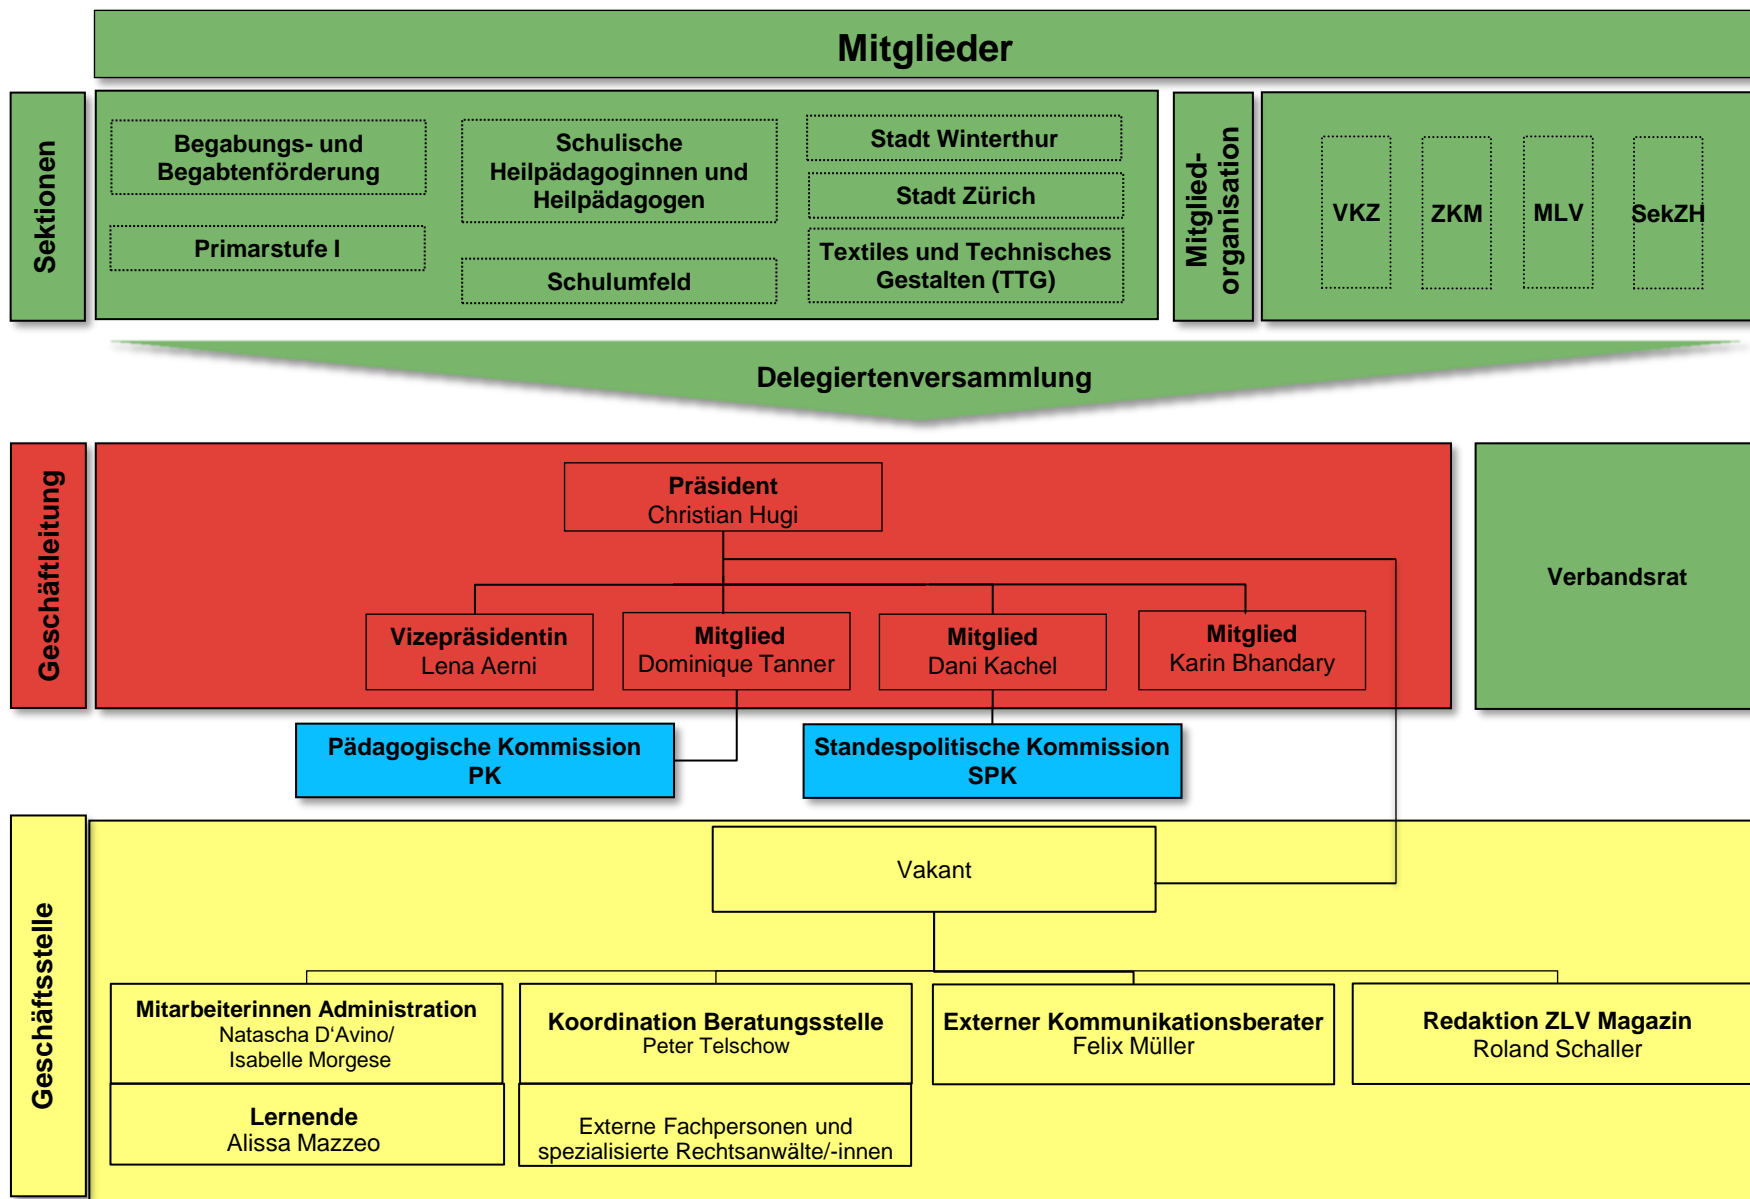 Mitglieder
Sektionen
Begabungs- und
Begabtenförderung
Primarstufe I
Schulische
Heilpädagoginnen und
Heilpädagogen
Schulumfeld
Stadt Winterthur
Stadt Zürich
Textiles und Technisches
Gestalten (TTG)
Mitglied-
organisation
VKZ
ZKM
MLV
SekZH
Delegiertenversammlung
Geschäftleitung
Präsident
Christian Hugi
Vizepräsidentin
Lena Aerni
Mitglied
Dominique Tanner
Mitglied
Dani Kachel
Mitglied
Karin Bhandary
Verbandsrat
Pädagogische Kommission
PK
Standespolitische Kommission
SPK
Geschäftsstelle
Vakant
Mitarbeiterinnen Administration
Natascha D‘Avino/
Isabelle Morgese
Lernende
Alissa Mazzeo
Koordination Beratungsstelle
Peter Telschow
Externe Fachpersonen und
spezialisierte Rechtsanwälte/-innen
Externer Kommunikationsberater
Felix Müller
Redaktion ZLV Magazin
Roland Schaller